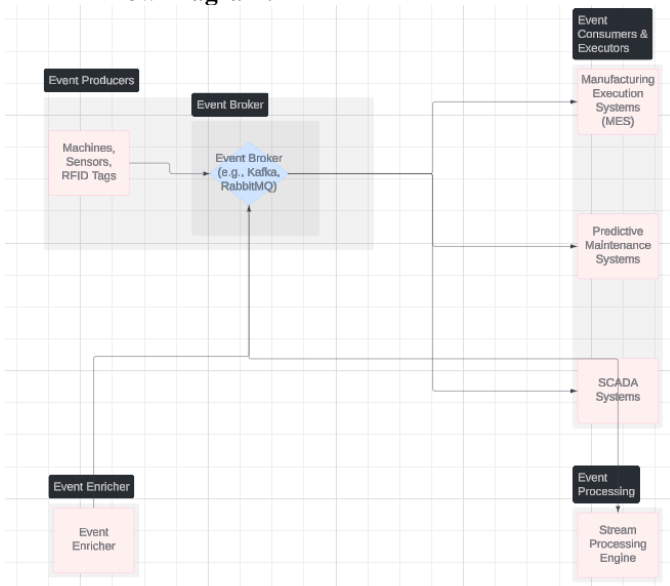 Event
Consumers &
Executors
Event Producers
Manufacturing
Execution
Systems
(MES)
Event Broker
Machines,
Sensors,
RFID Tags
Event Broker
(e.g., Kafka,
RabbitMQ)
Predictive
Maintenance
Systems
SCADA
Systems
Event Enricher
Event
Processing
Event
Enricher
Stream
Processing
Engine